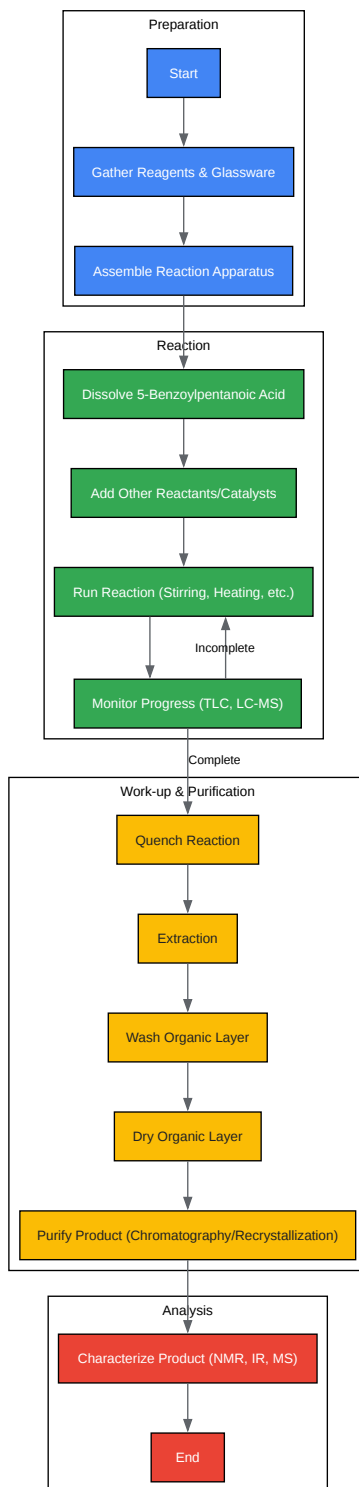 Preparation
Start
Gather Reagents & Glassware
Assemble Reaction Apparatus
Reaction
Dissolve 5-Benzoylpentanoic Acid
Add Other Reactants/Catalysts
Run Reaction (Stirring, Heating, etc.)
Incomplete
Monitor Progress (TLC, LC-MS)
Complete
Work-up & Purification
Quench Reaction
Extraction
Wash Organic Layer
Dry Organic Layer
Purify Product (Chromatography/Recrystallization)
Analysis
Characterize Product (NMR, IR, MS)
End